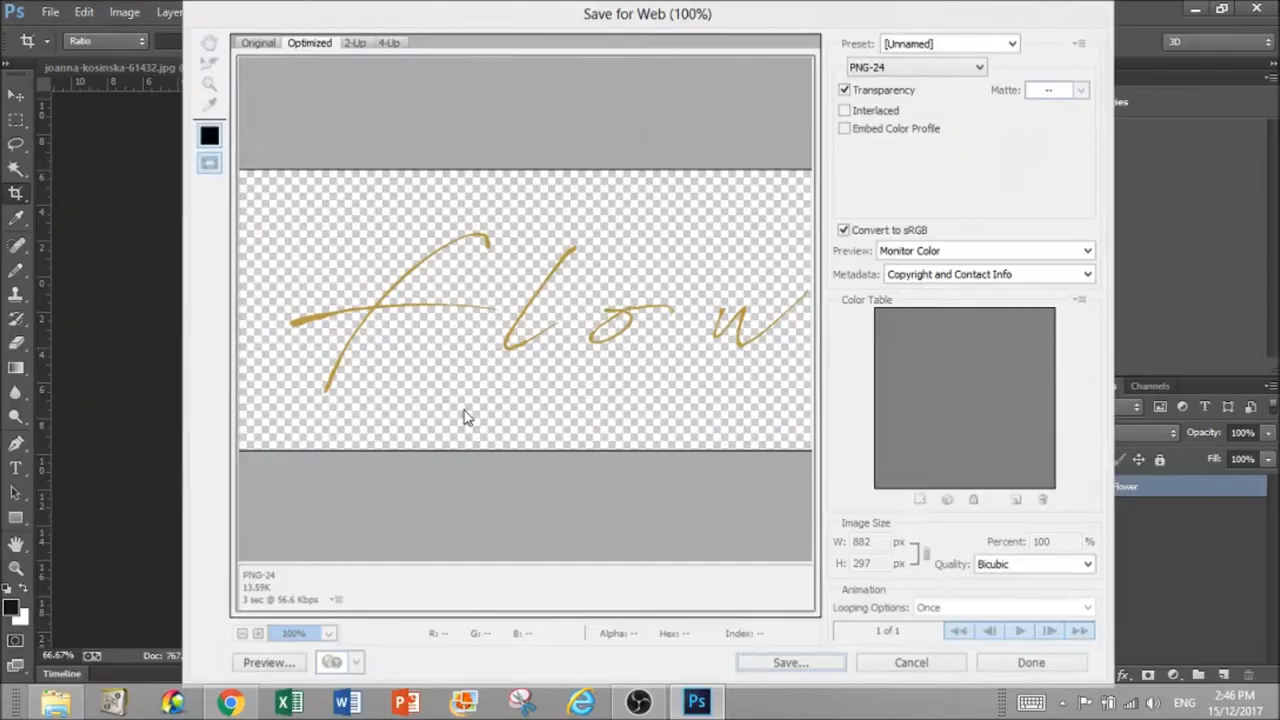 Ps File Edit Image Layer
Save for Web (100%)
Ratio
3D
joanna-kosinska-61432.jpg
Original Optimized 2-Up 4-Up
Preset: [Unnamed]
PNG-24
Transparency Matte: --
Interlaced
Embed Color Profile
Convert to sRGB
Preview: Monitor Color
Metadata: Copyright and Contact Info
Color Table
Flow
Channels
Opacity: 100%
Fill: 100%
Image Size
W: 882 px Percent: 100 %
H: 297 px Quality: Bicubic
Animation
Looping Options: Once
1 of 1
PNG-24
13.59K
3 sec @ 56.6 Kbps
100% R: -- G: -- B: -- Alpha: -- Hex: -- Index: --
Preview... Save... Cancel Done
66.67% Doc: 767.
Timeline
ENG
2:46 PM
15/12/2017